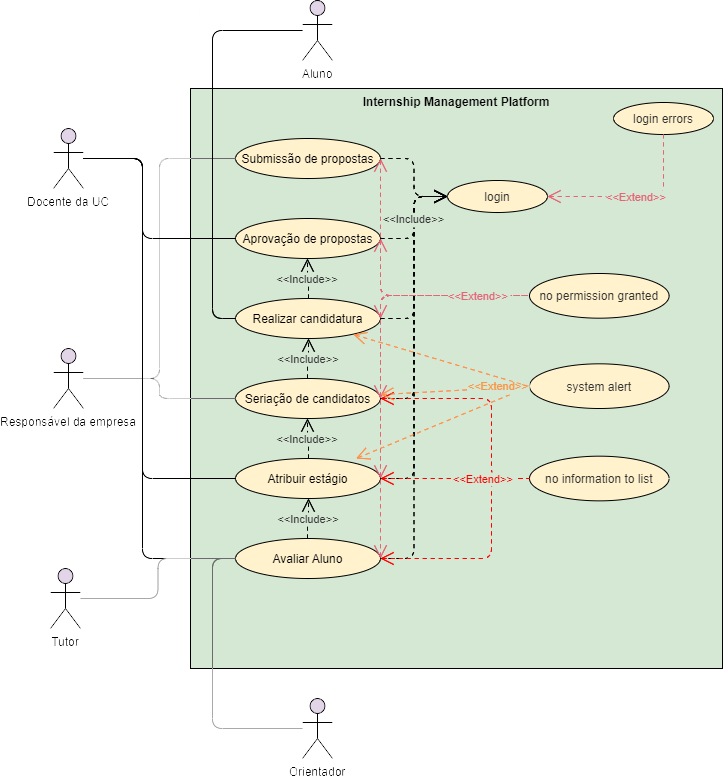 Aluno
Internship Management Platform
login errors
Submissão de propostas
Docente da UC
login
<<Extend>>
<<Include>>
Aprovação de propostas
<<Include>>
<<Extend>>
no permission granted
Realizar candidatura
<<Include>>
<<Extend>>
system alert
Seriação de candidatos
Responsável da empresa
<<Include>>
Atribuir estágio
<<Extend>>
no information to list
<<Include>>
Avaliar Aluno
Tutor
Orientador